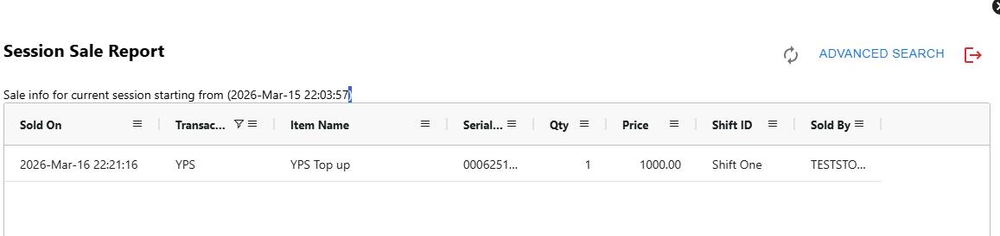 Session Sale Report
ADVANCED SEARCH
Sale info for current session starting from (2026-Mar-15 22:03:57)
Sold On Transac... Item Name Serial... Qty Price Shift ID Sold By
2026-Mar-16 22:21:16 YPS YPS Top up 0006251... 1 1000.00 Shift One TESTSTO...